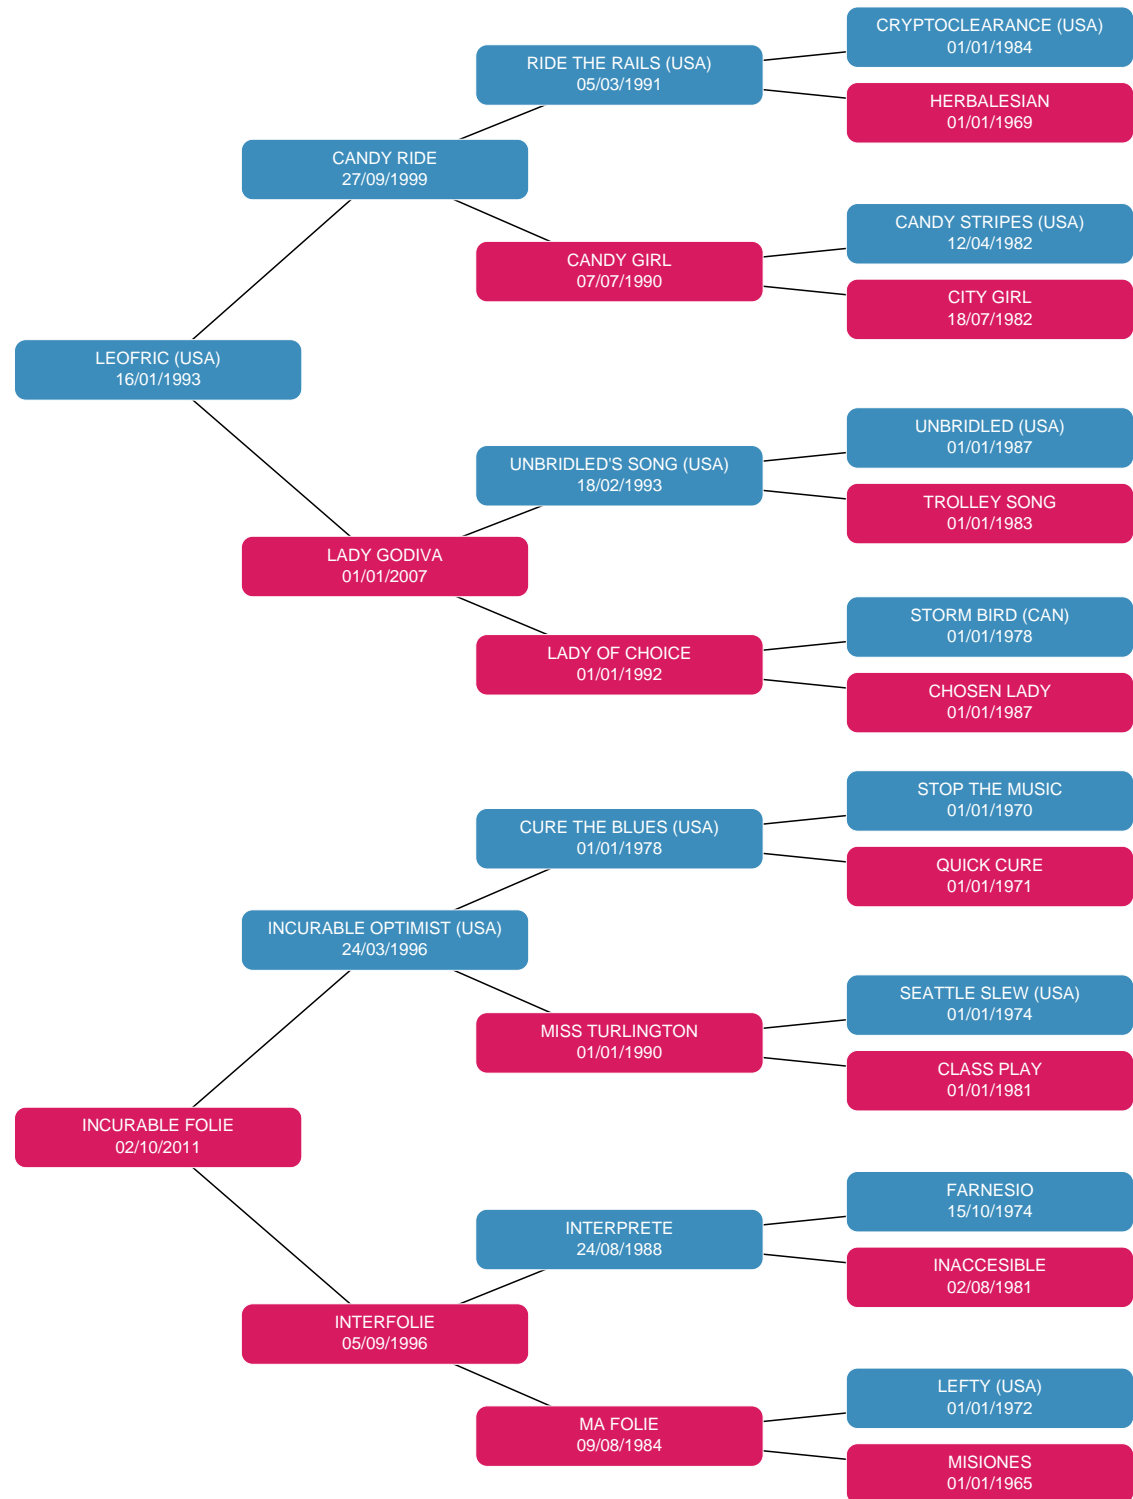 CRYPTOCLEARANCE (USA)
01/01/1984
RIDE THE RAILS (USA)
05/03/1991
HERBALESIAN
01/01/1969
CANDY RIDE
27/09/1999
CANDY STRIPES (USA)
12/04/1982
CANDY GIRL
07/07/1990
CITY GIRL
18/07/1982
LEOFRIC (USA)
16/01/1993
UNBRIDLED (USA)
01/01/1987
UNBRIDLED'S SONG (USA)
18/02/1993
TROLLEY SONG
01/01/1983
LADY GODIVA
01/01/2007
STORM BIRD (CAN)
01/01/1978
LADY OF CHOICE
01/01/1992
CHOSEN LADY
01/01/1987
STOP THE MUSIC
01/01/1970
CURE THE BLUES (USA)
01/01/1978
QUICK CURE
01/01/1971
INCURABLE OPTIMIST (USA)
24/03/1996
SEATTLE SLEW (USA)
01/01/1974
MISS TURLINGTON
01/01/1990
CLASS PLAY
01/01/1981
INCURABLE FOLIE
02/10/2011
FARNESIO
15/10/1974
INTERPRETE
24/08/1988
INACCESIBLE
02/08/1981
INTERFOLIE
05/09/1996
LEFTY (USA)
01/01/1972
MA FOLIE
09/08/1984
MISIONES
01/01/1965